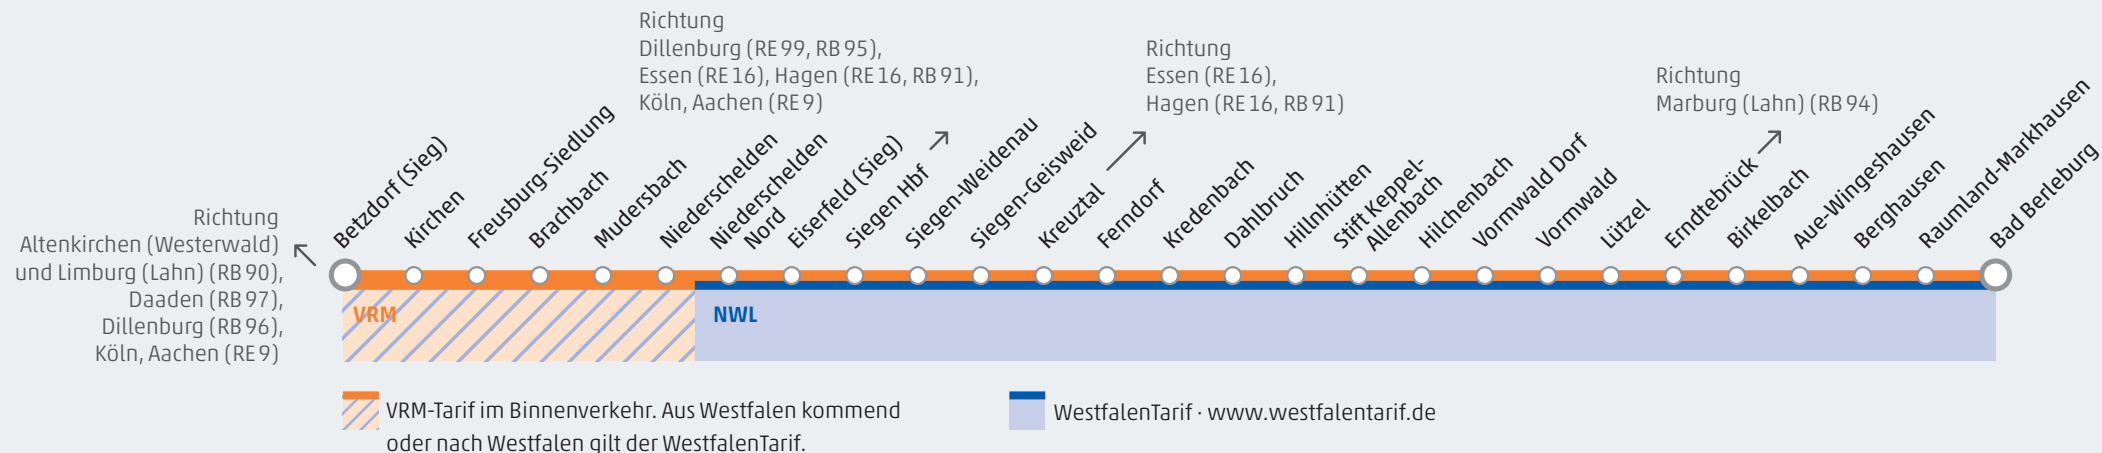 Richtung
Dillenburg (RE 99, RB 95),
Essen (RE 16), Hagen (RE 16, RB 91),
Köln, Aachen (RE 9)
Richtung
Essen (RE 16),
Hagen (RE 16, RB 91)
Richtung
Marburg (Lahn) (RB 94)
Richtung
Altenkirchen (Westerwald)
und Limburg (Lahn) (RB 90),
Daaden (RB 97),
Dillenburg (RB 96),
Köln, Aachen (RE 9)
Betzdorf (Sieg)
Kirchen
Freusburg-Siedlung
Brachbach
Mudersbach
Niederschelden
Niederschelden
Nord
Eiserfeld (Sieg)
Siegen Hbf
Siegen-Weidenau
Siegen-Geisweid
Kreuztal
Ferndorf
Kredenbach
Dahlbruch
Hillnhütten
Stift Keppel-
Allenbach
Hilchenbach
Vormwald Dorf
Vormwald
Lützel
Erndtebrück
Birkelbach
Aue-Wingeshausen
Berghausen
Raumland-Markhausen
Bad Berleburg
VRM
NWL
VRM-Tarif im Binnenverkehr. Aus Westfalen kommend
oder nach Westfalen gilt der WestfalenTarif.
WestfalenTarif · www.westfalentarif.de